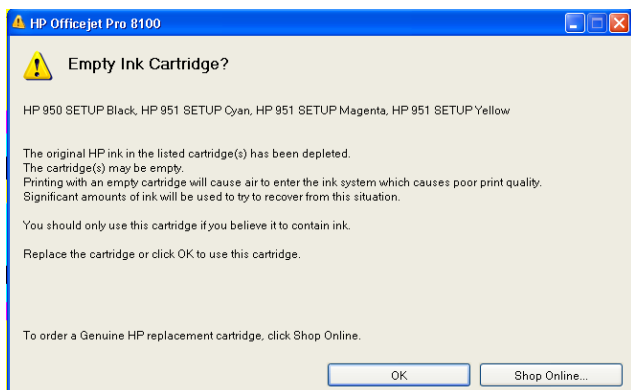 HP Officejet Pro 8100
Empty Ink Cartridge?
HP 950 SETUP Black, HP 951 SETUP Cyan, HP 951 SETUP Magenta, HP 951 SETUP Yellow
The original HP ink in the listed cartridge(s) has been depleted.
The cartridge(s) may be empty.
Printing with an empty cartridge will cause air to enter the ink system which causes poor print quality.
Significant amounts of ink will be used to try to recover from this situation.
You should only use this cartridge if you believe it to contain ink.
Replace the cartridge or click OK to use this cartridge.
To order a Genuine HP replacement cartridge, click Shop Online.
OK Shop Online...